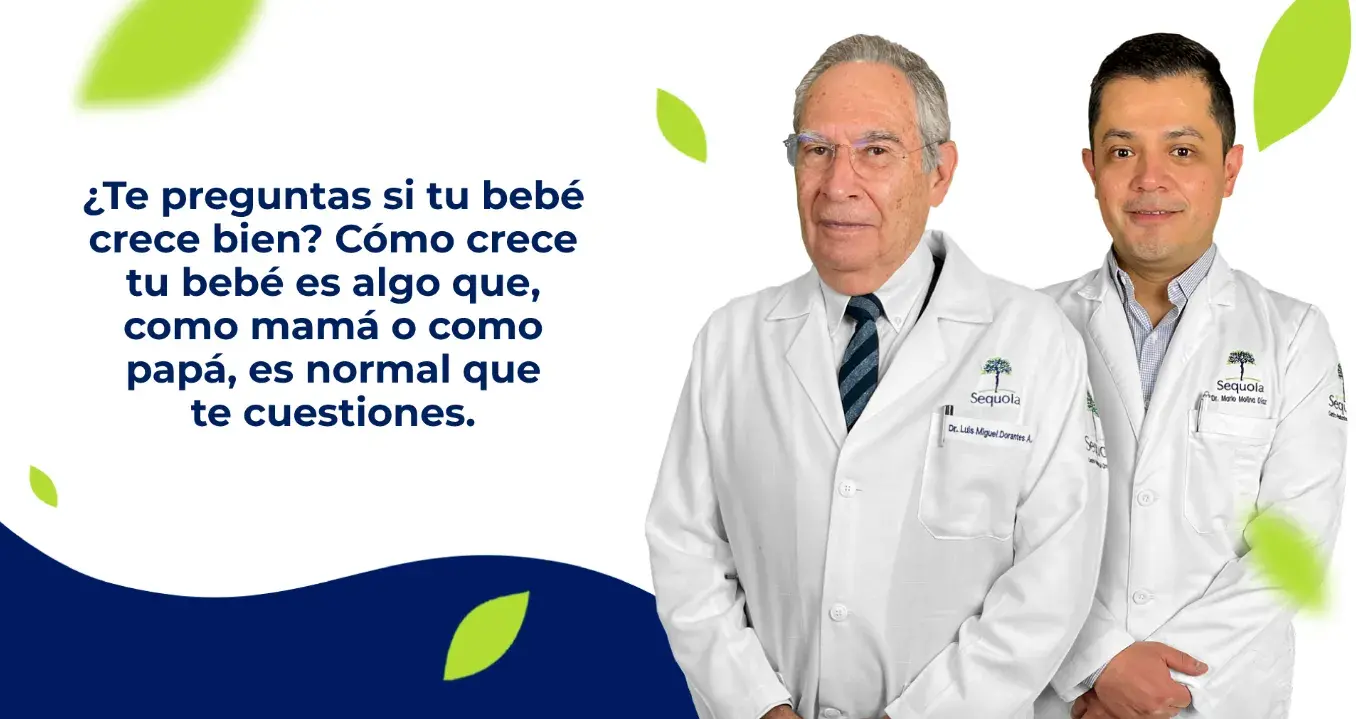 ¿Te preguntas si tu bebé
crece bien? Cómo crece
tu bebé es algo que,
como mamá o como
papá, es normal que
te cuestiones.
Sequoia
Dr. Luis Miguel Dorantes A.
Sequoia
Dr. Mario Molina Díaz